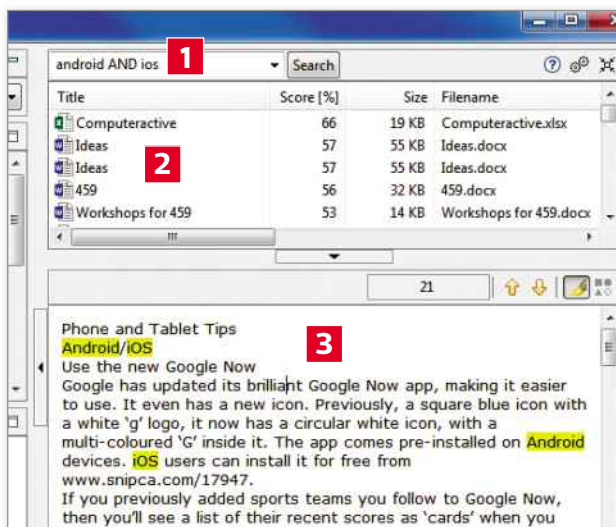 android AND ios
1
Search
Title Score [%] Size Filename
Computeractive 66 19 KB Computeractive.xlsx
Ideas 57 55 KB Ideas.docx
Ideas 57 55 KB Ideas.docx
2
459 56 32 KB 459.docx
Workshops for 459 53 14 KB Workshops for 459.docx
21
3
Phone and Tablet Tips
Android/iOS
Use the new Google Now
Google has updated its brilliant Google Now app, making it easier
to use. It even has a new icon. Previously, a square blue icon with
a white 'g' logo, it now has a circular white icon, with a
multi-coloured 'G' inside it. The app comes pre-installed on Android
devices. iOS users can install it for free from
www.snipca.com/17947.
If you previously added sports teams you follow to Google Now,
then you'll see a list of their recent scores as 'cards' when you